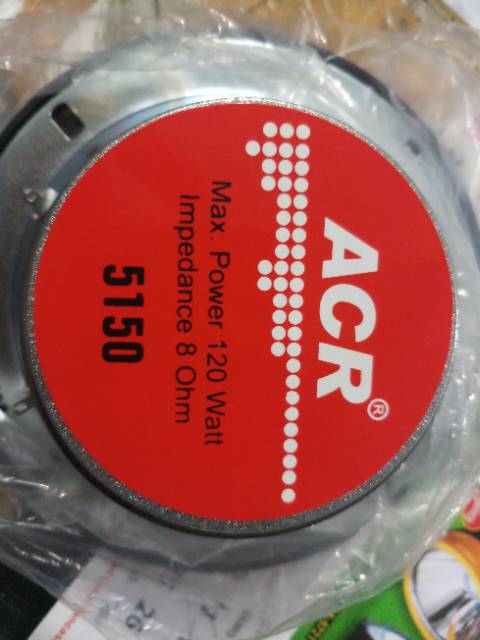 ACR®
Max. Power 120 Watt
Impedance 8 Ohm
5150